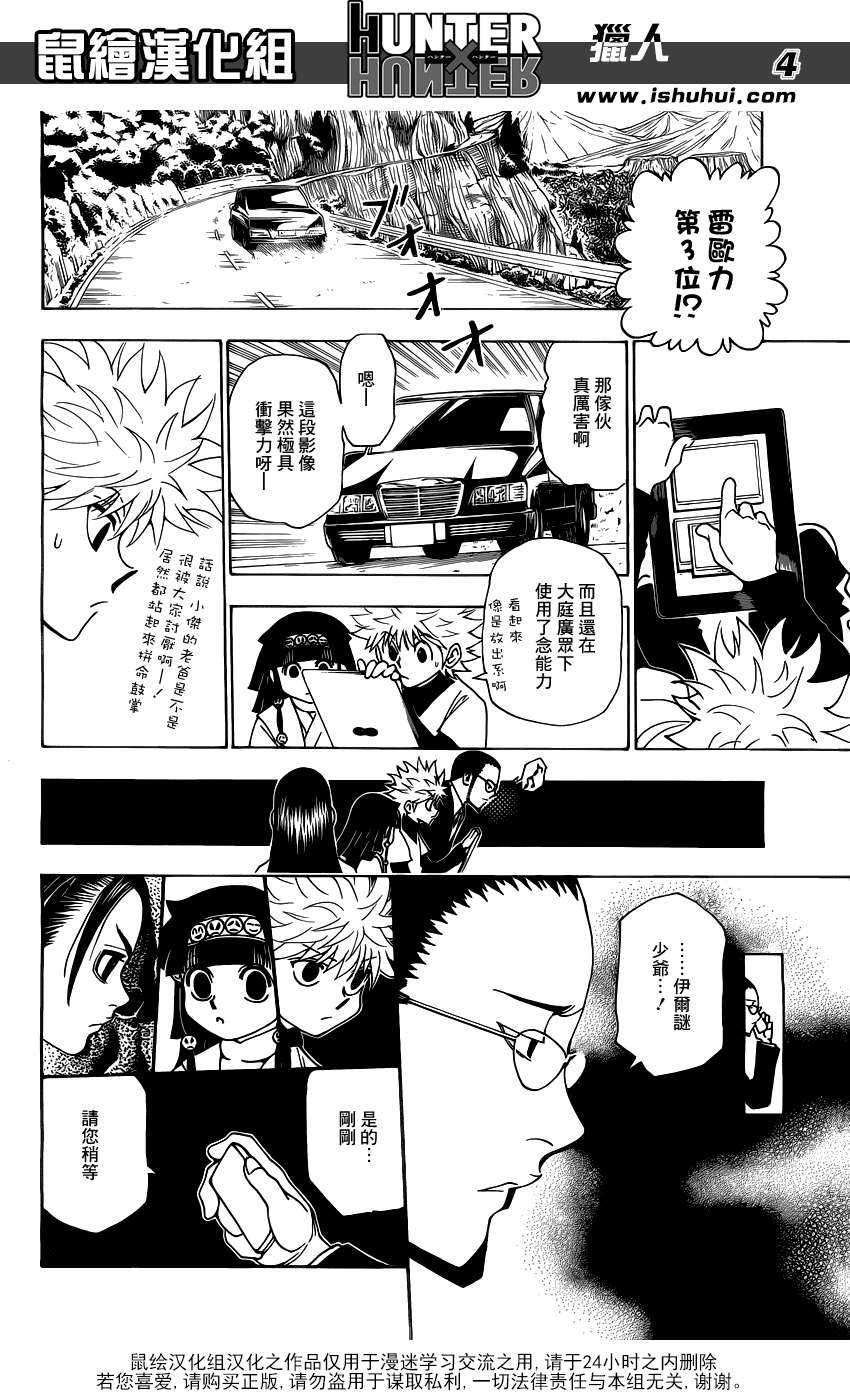 鼠繪漢化組
HUNTER
×
HUNTER
ハンター
ハンター
獵人
4
www.ishuhui.com
雷歐力
第3位!?
オ
オ
オ
那傢伙
真厲害啊
嗯—
這段影像
果然極具
衝擊力呀—
而且還在
大庭廣眾下
使用了念能力
看起來
像是放出系啊
話說 小傑的老爸是不是
很被大家討厭啊—!
居然都站起來拼命鼓掌
……伊爾謎
少爺…!
是的…
剛剛
請您稍等
鼠绘汉化组汉化之作品仅用于漫迷学习交流之用,请于24小时之内删除
若您喜爱,请购买正版,请勿盗用于谋取私利,一切法律责任与本组无关,谢谢。